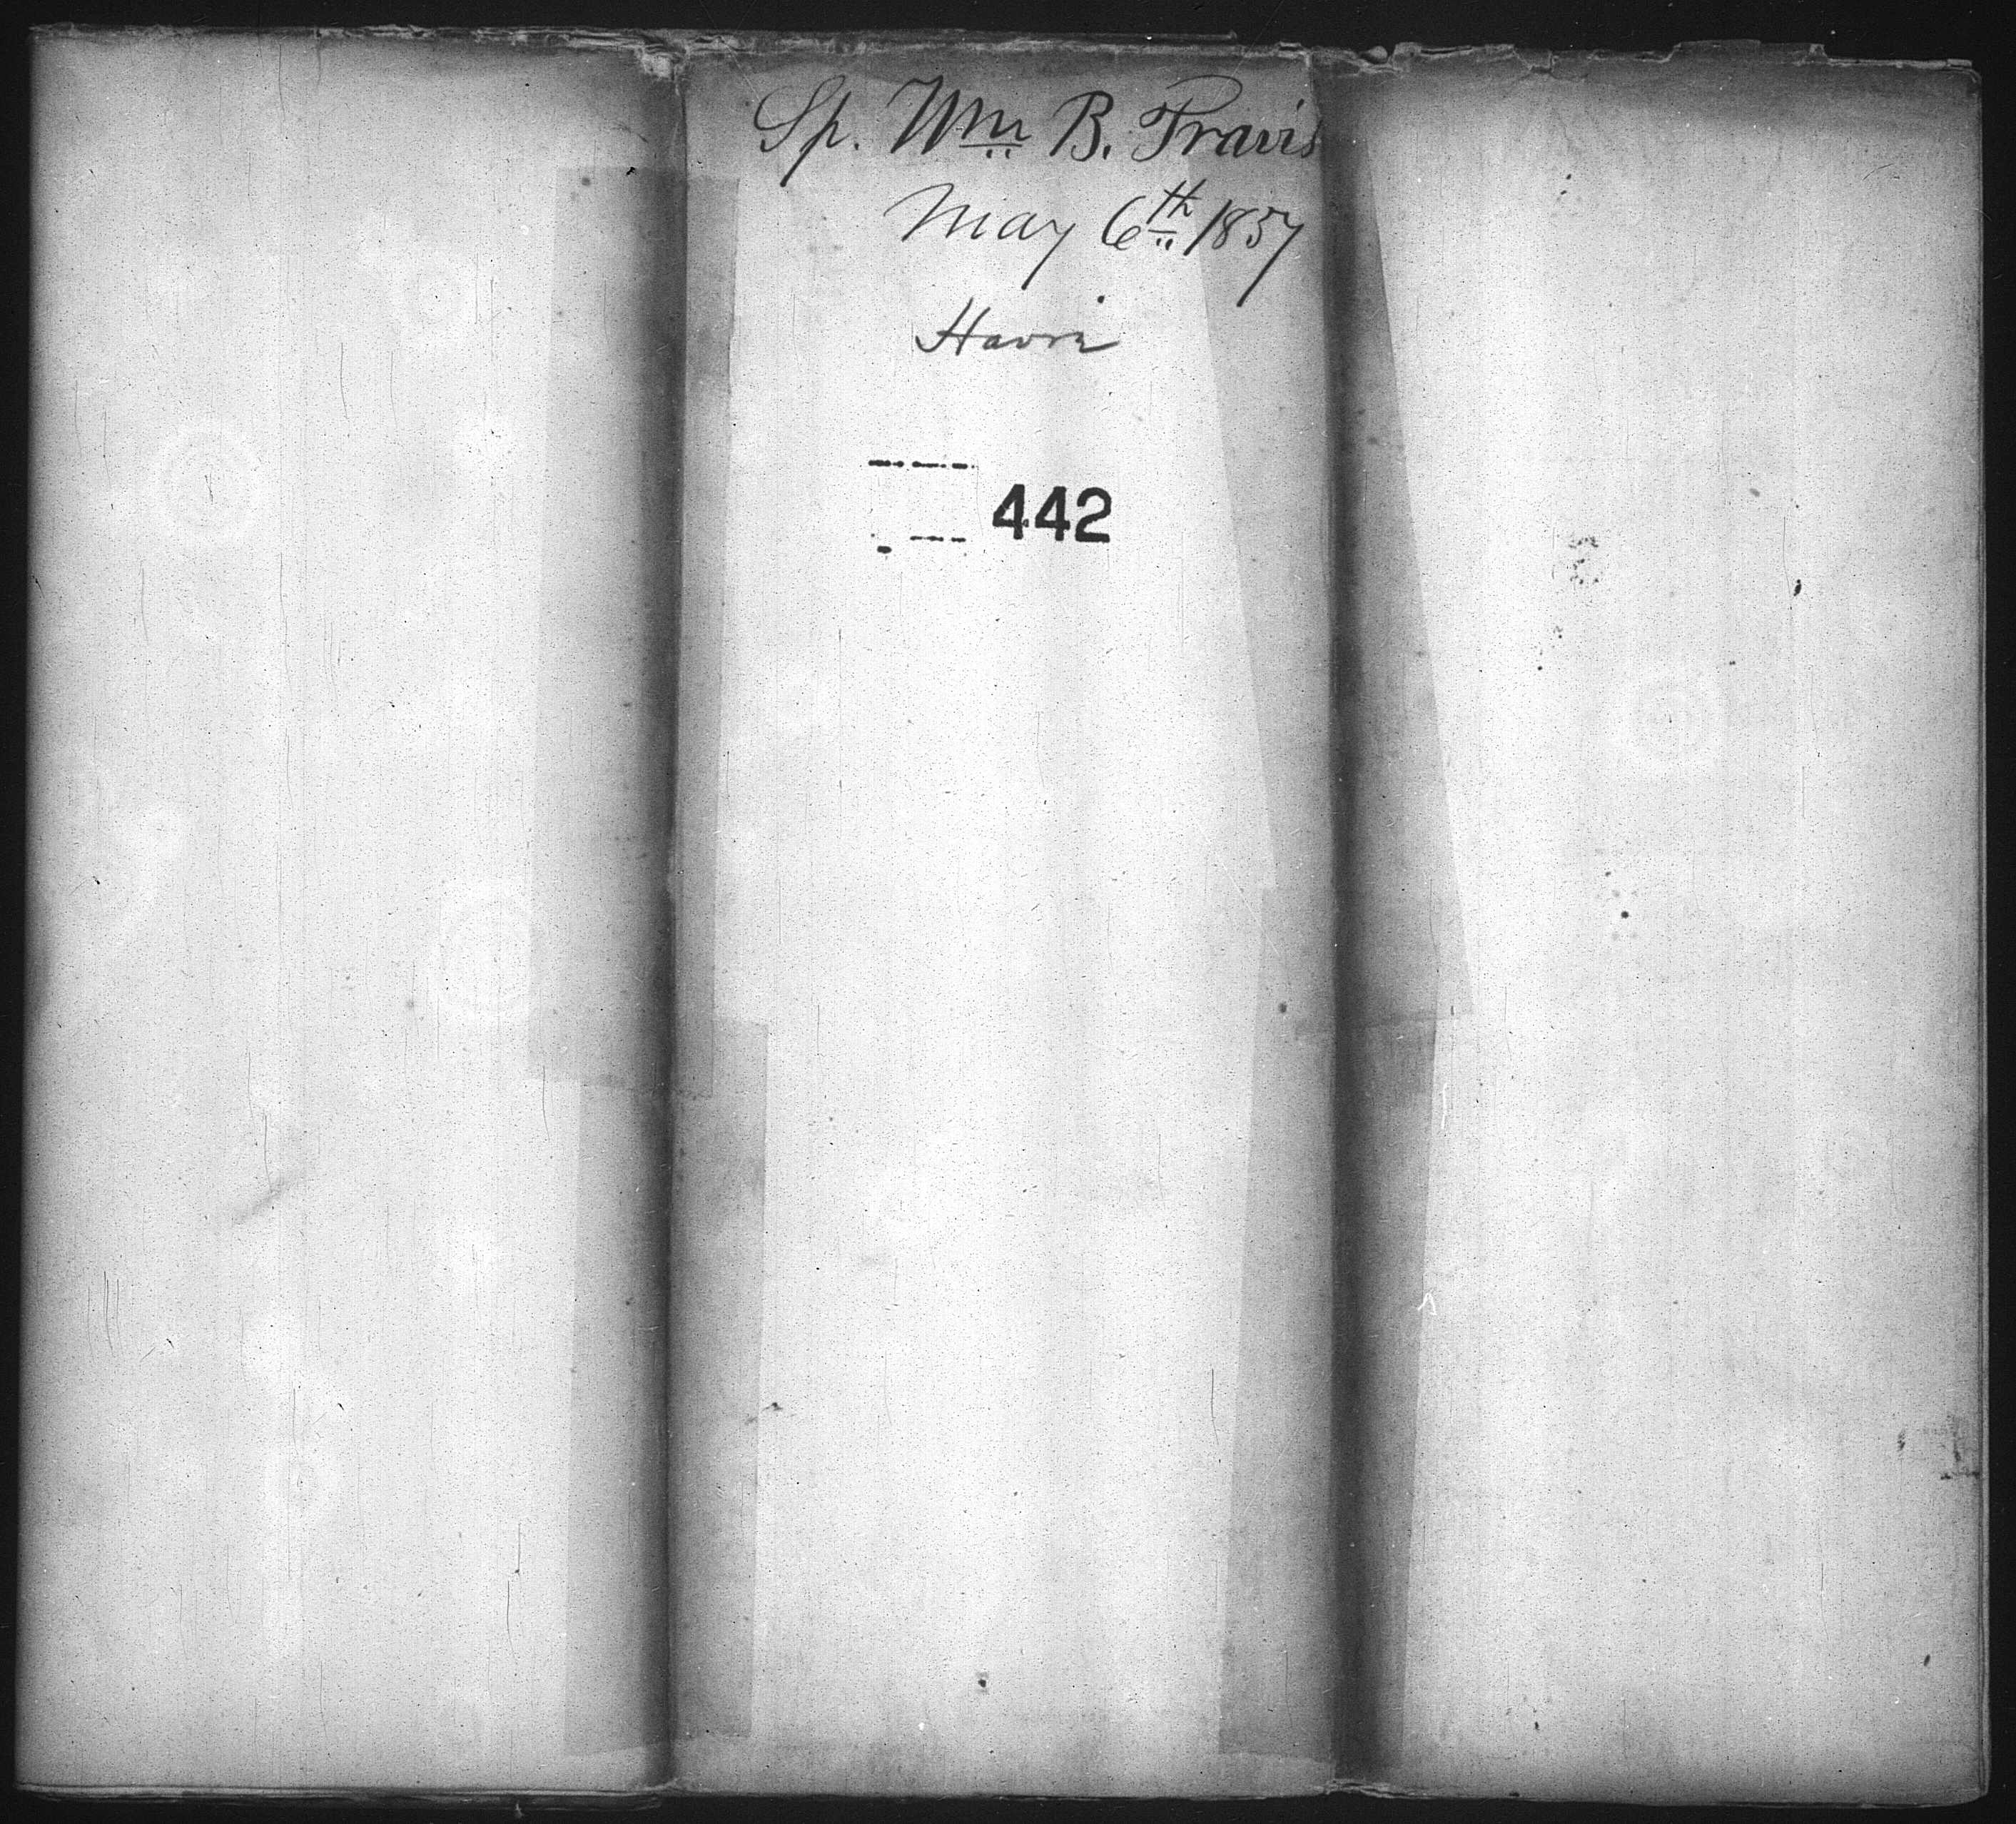 Sp. Wm B. Travis
May 6th 1857
Havre
442